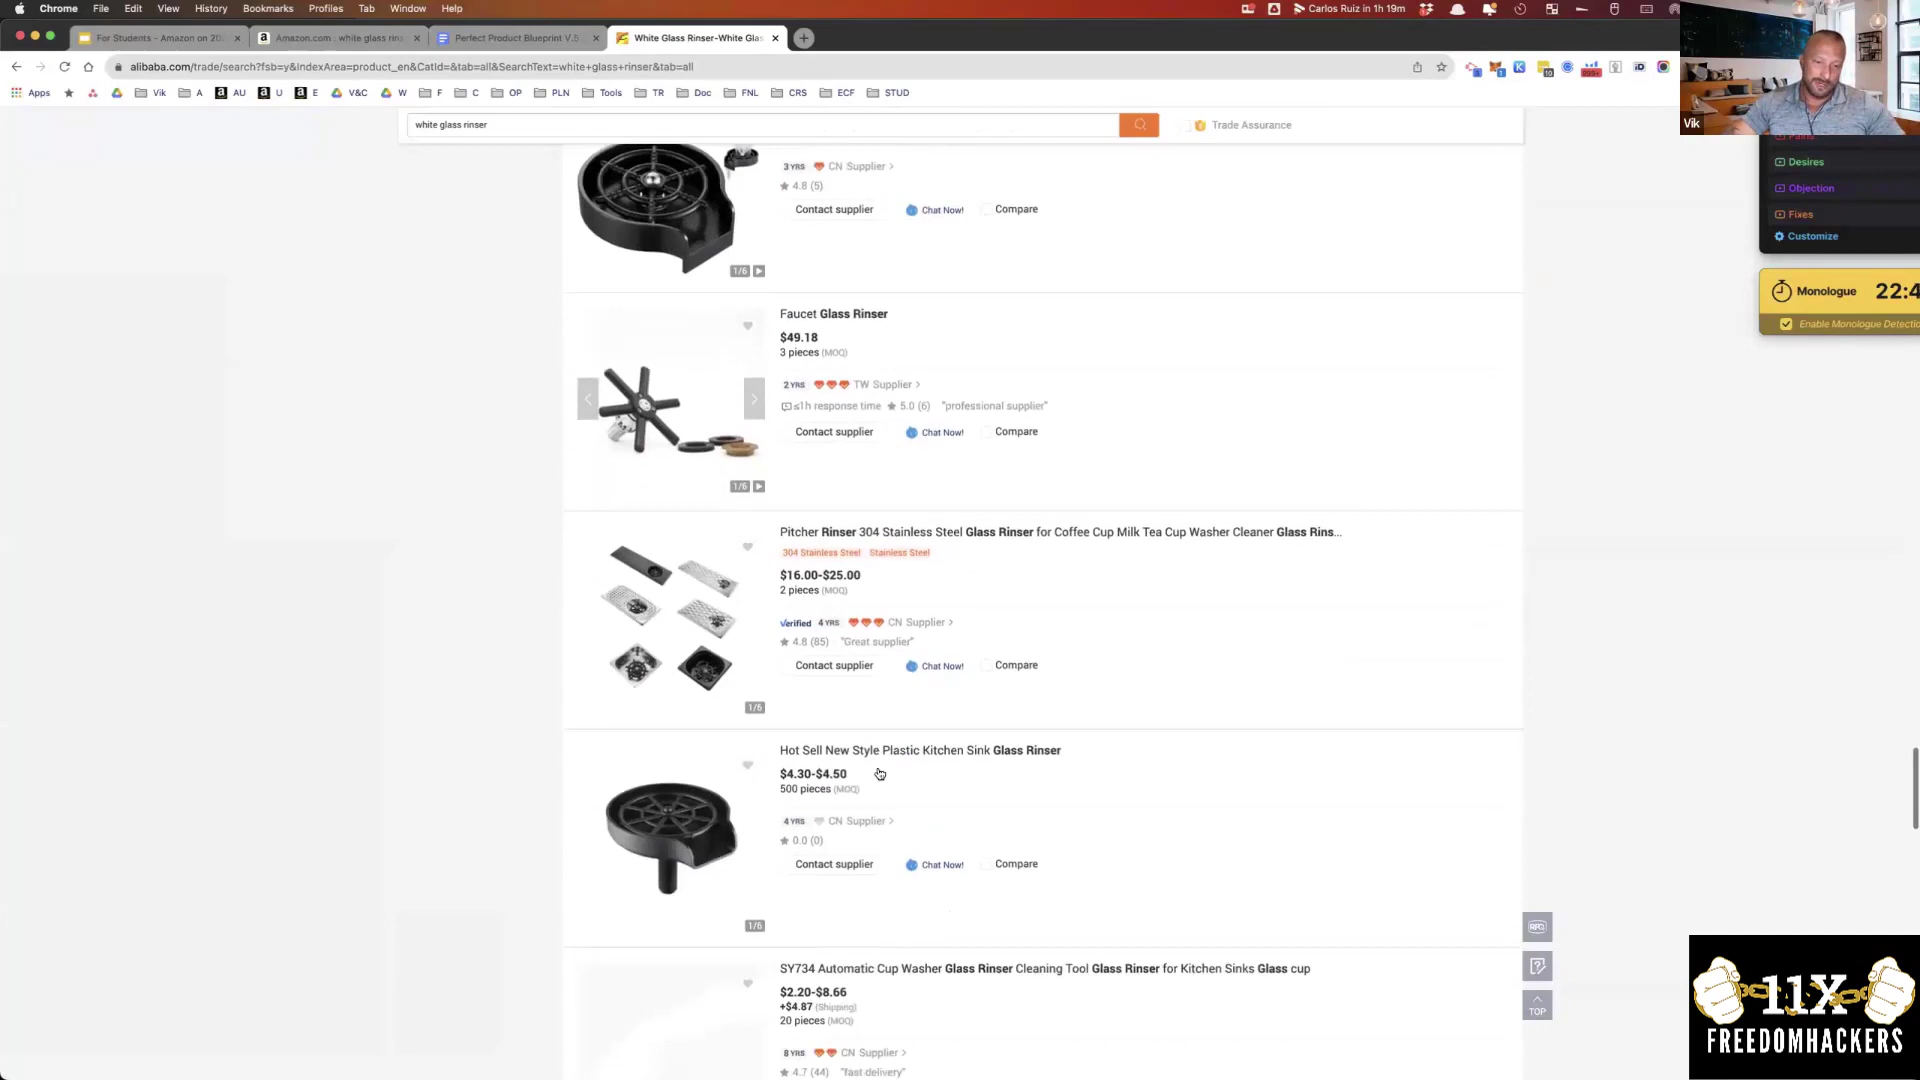 Chrome File Edit View History Bookmarks Profiles Tab Window Help
Carlos Ruiz in 1h 19m
For Students - Amazon on 20
Amazon.com : white glass rins
Perfect Product Blueprint V.5
White Glass Rinser-White Glas
alibaba.com/trade/search?fsb=y&IndexArea=product_en&CatId=&tab=all&SearchText=white+glass+rinser&tab=all
Apps Vik A AU U E V&C W F C OP PLN Tools TR Doc FNL CRS ECF STUD
Vik
white glass rinser
Trade Assurance
Pains
Desires
Objection
Fixes
Customize
Monologue 22:4
Enable Monologue Detectio
3 YRS CN Supplier >
4.8 (5)
Contact supplier Chat Now! Compare
1/6
Faucet Glass Rinser
$49.18
3 pieces (MOQ)
2 YRS TW Supplier >
≤1h response time 5.0 (6) "professional supplier"
Contact supplier Chat Now! Compare
1/6
Pitcher Rinser 304 Stainless Steel Glass Rinser for Coffee Cup Milk Tea Cup Washer Cleaner Glass Rins...
304 Stainless Steel Stainless Steel
$16.00-$25.00
2 pieces (MOQ)
Verified 4 YRS CN Supplier >
4.8 (85) "Great supplier"
Contact supplier Chat Now! Compare
1/6
Hot Sell New Style Plastic Kitchen Sink Glass Rinser
$4.30-$4.50
500 pieces (MOQ)
4 YRS CN Supplier >
0.0 (0)
Contact supplier Chat Now! Compare
1/6
RFQ
SY734 Automatic Cup Washer Glass Rinser Cleaning Tool Glass Rinser for Kitchen Sinks Glass cup
$2.20-$8.66
+$4.87 (Shipping)
20 pieces (MOQ)
TOP
8 YRS CN Supplier >
4.7 (44) "fast delivery"
11X
FREEDOMHACKERS